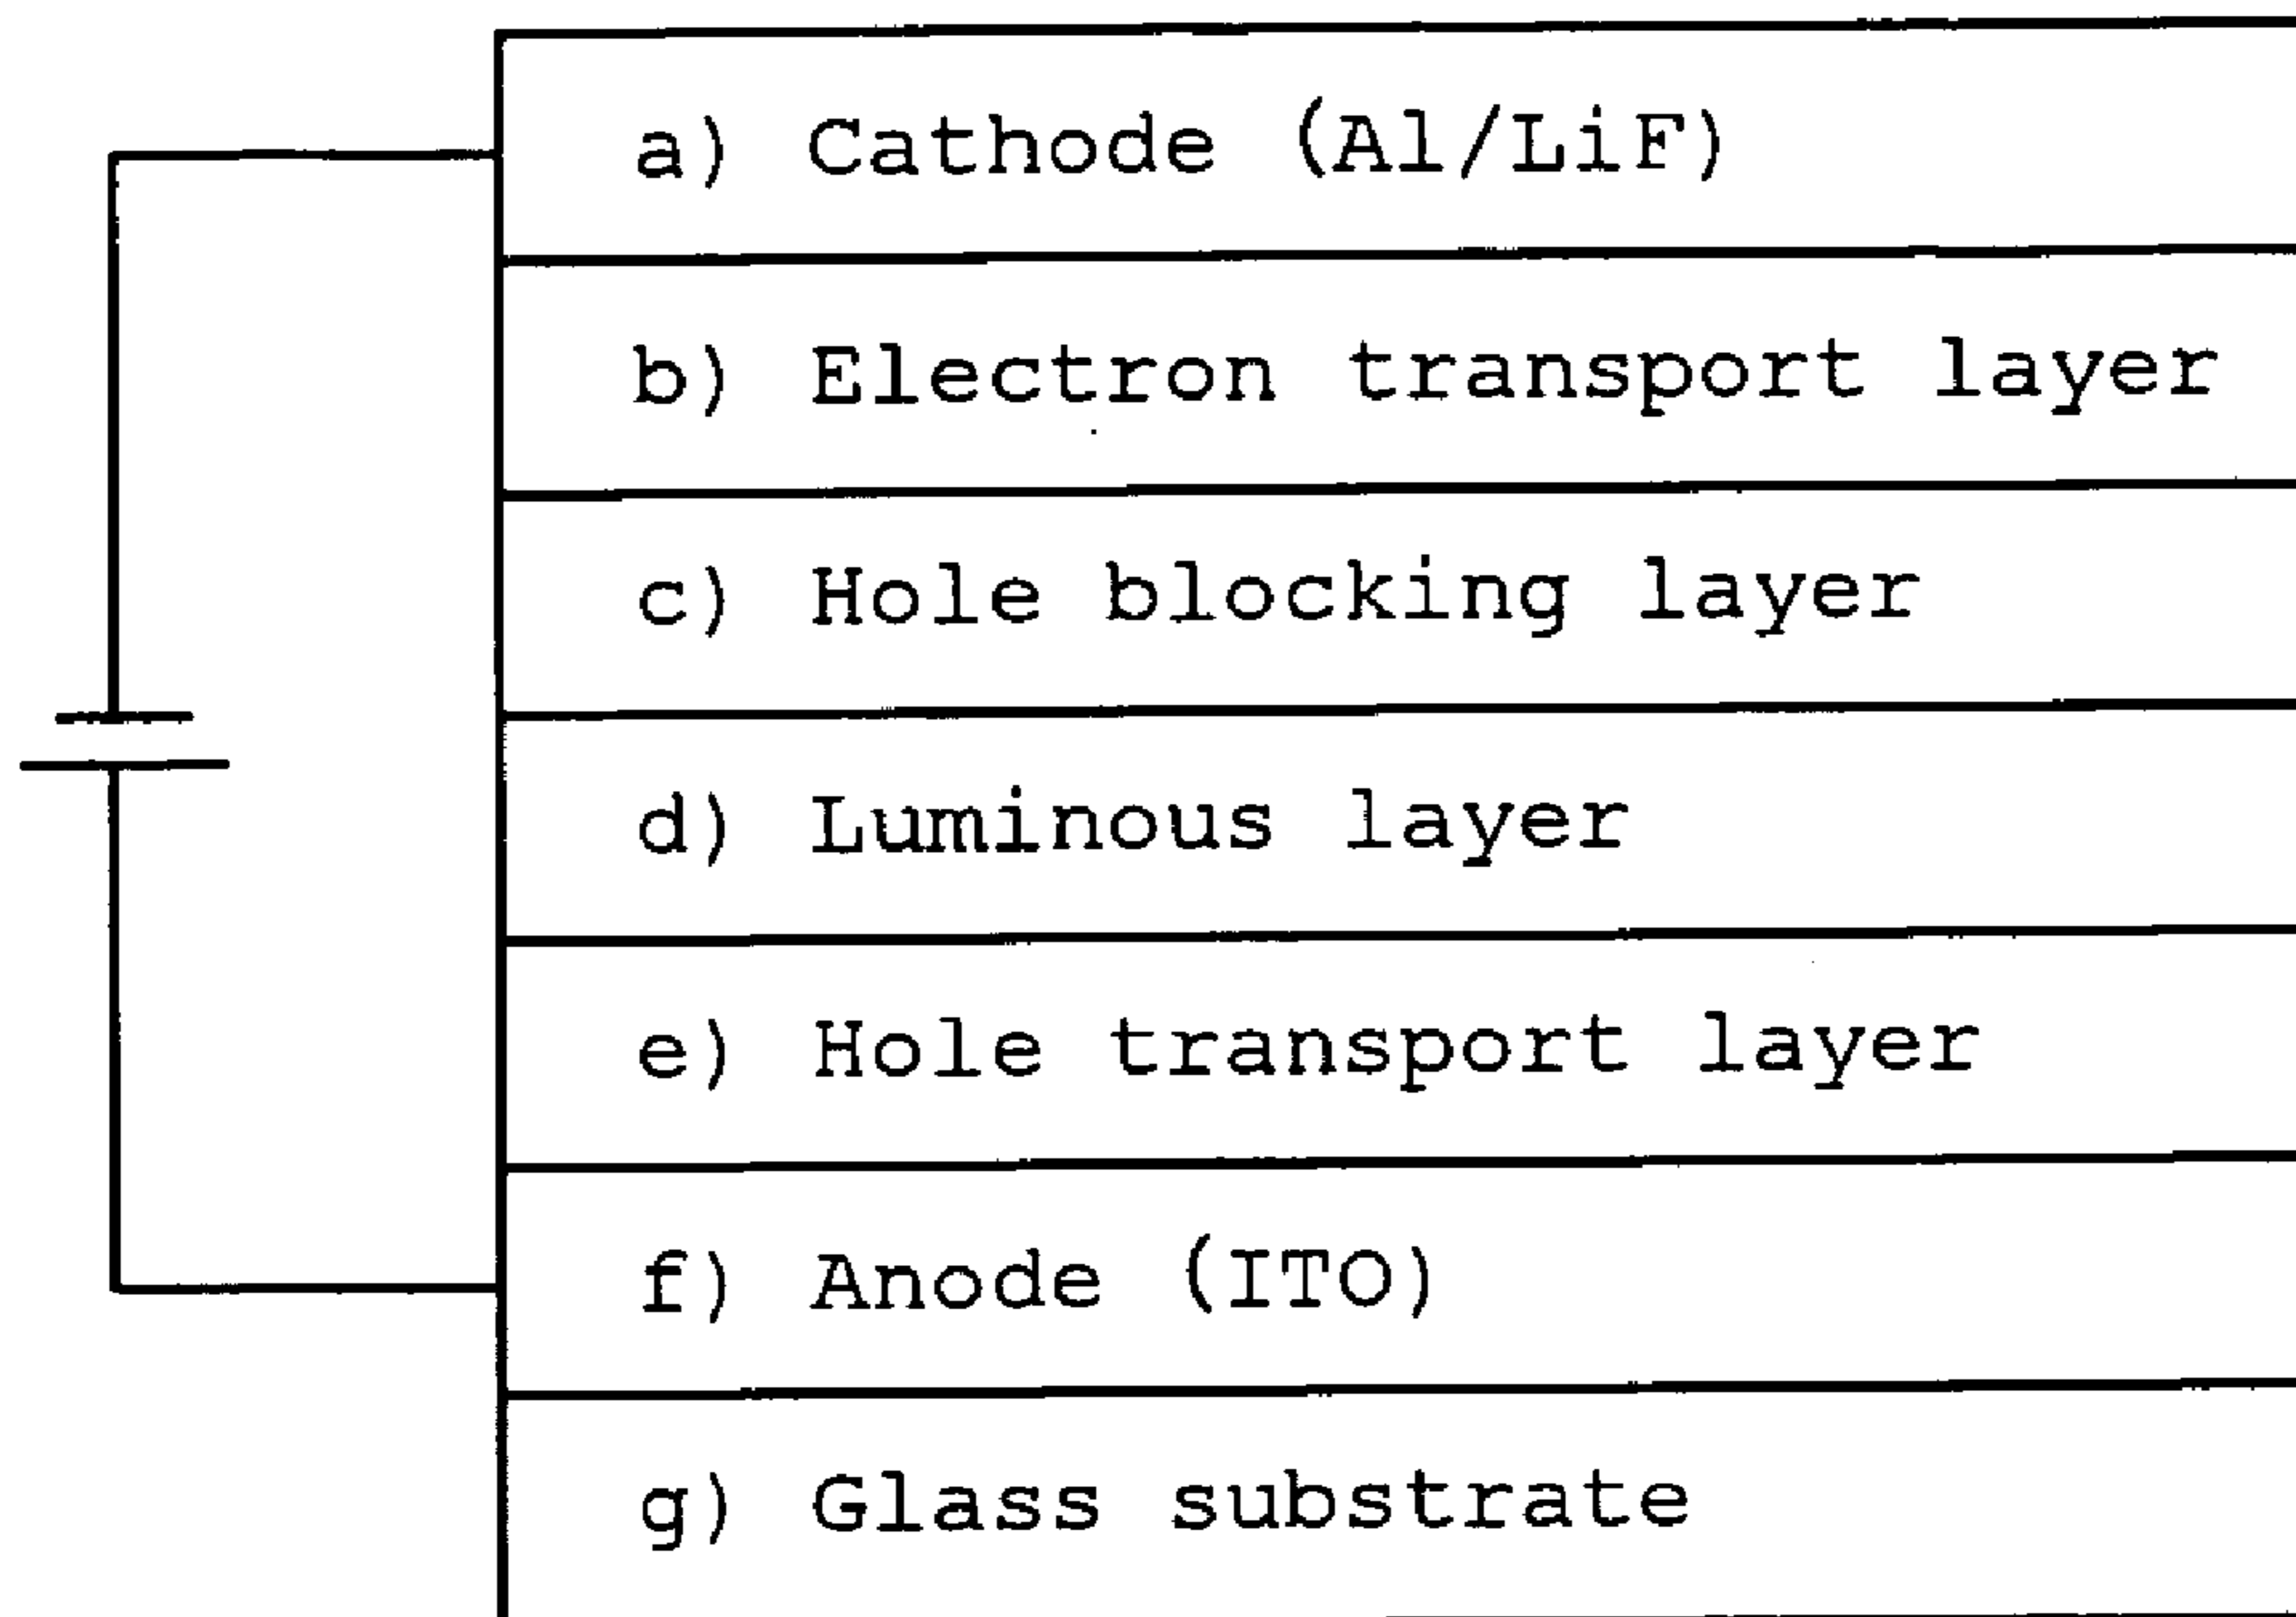 a) Cathode (Al/LiF)
b) Electron transport layer
c) Hole blocking layer
d) Luminous layer
e) Hole transport layer
f) Anode (ITO)
g) Glass substrate